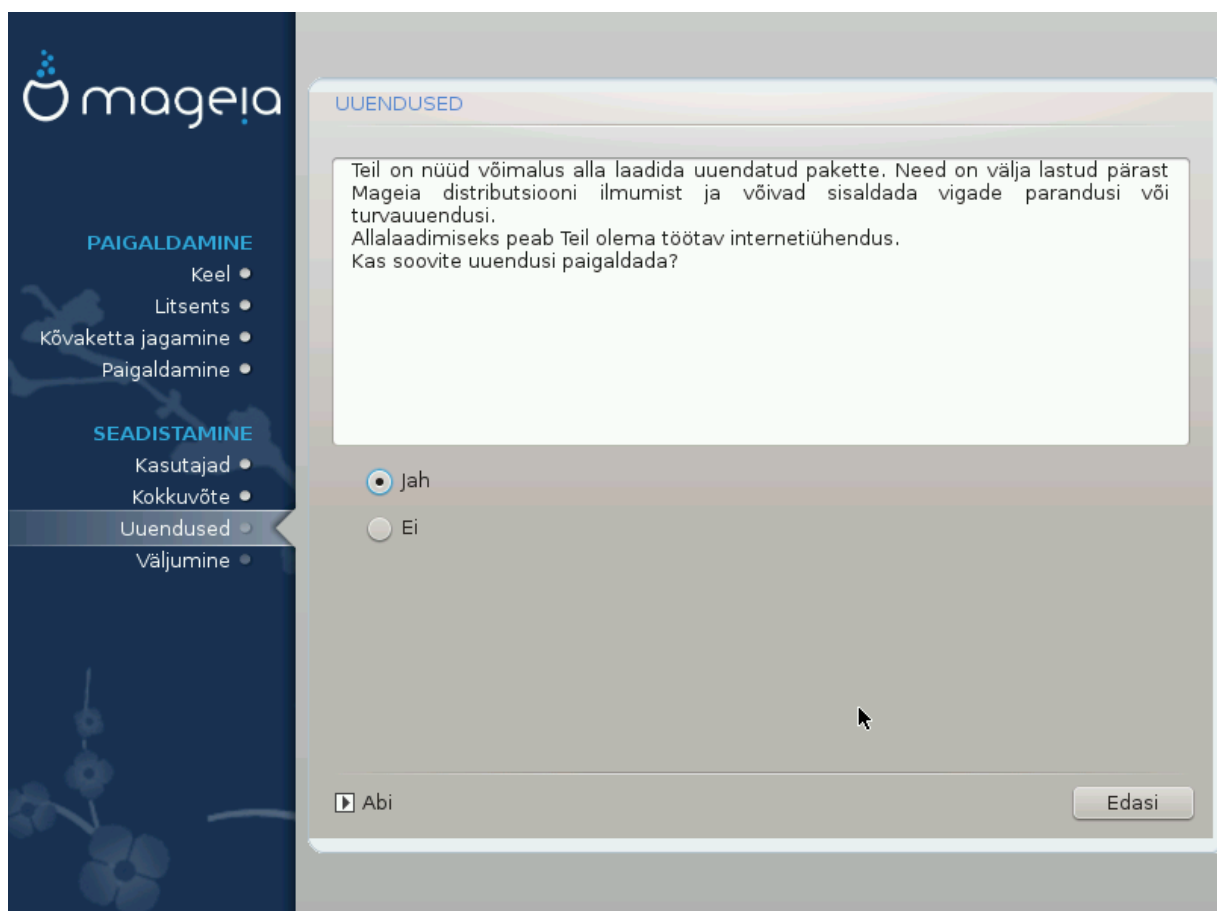 mageia
PAIGALDAMINE
Keel
Litsents
Kõvaketta jagamine
Paigaldamine
SEADISTAMINE
Kasutajad
Kokkuvõte
Uuendused
Väljumine
UUENDUSED
Teil on nüüd võimalus alla laadida uuendatud pakette. Need on välja lastud pärast
Mageia distributsiooni ilmumist ja võivad sisaldada vigade parandusi või
turvauuendusi.
Allalaadimiseks peab Teil olema töötav internetiühendus.
Kas soovite uuendusi paigaldada?
Jah
Ei
Abi
Edasi